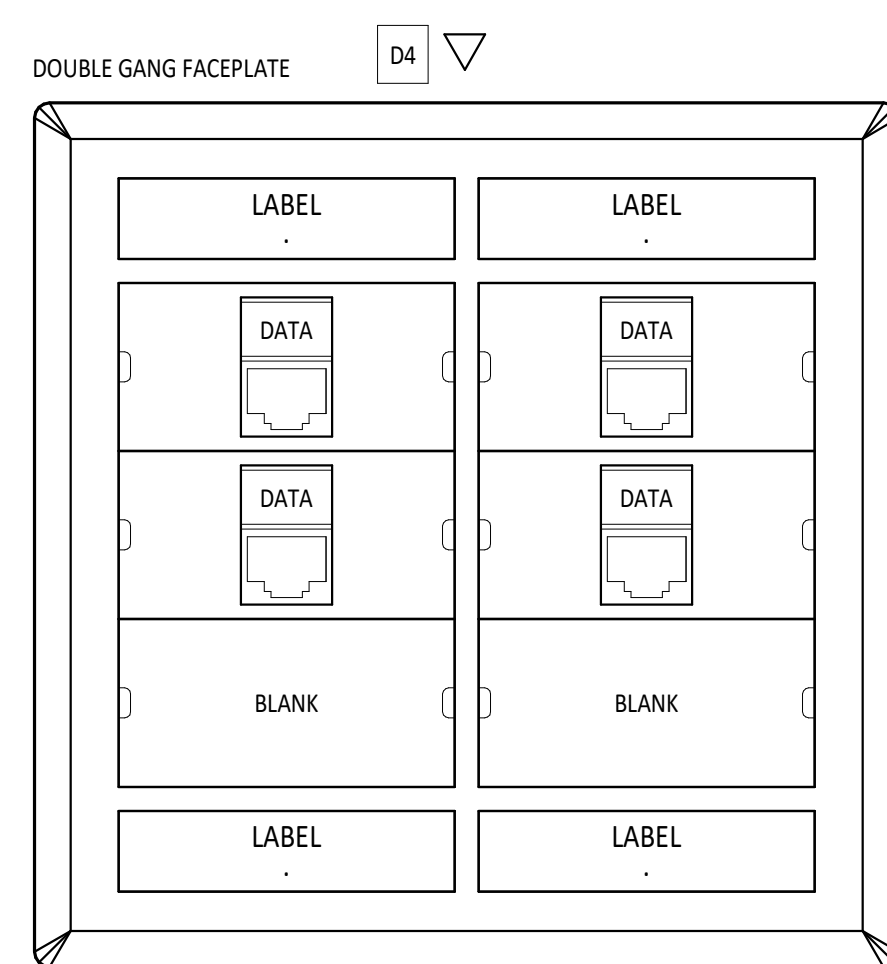 DOUBLE GANG FACEPLATE D4
LABEL LABEL
. .
DATA DATA
DATA DATA
BLANK BLANK
LABEL LABEL
. .